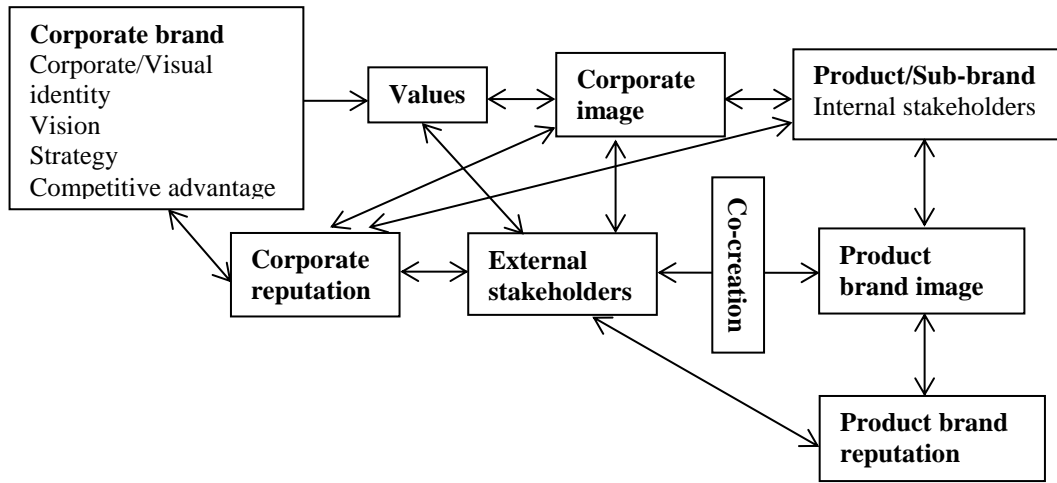 Corporate brand
Corporate/Visual
identity
Vision
Strategy
Competitive advantage
Values
Corporate
image
Product/Sub-brand
Internal stakeholders
Corporate
reputation
External
stakeholders
Co-creation
Product
brand image
Product brand
reputation